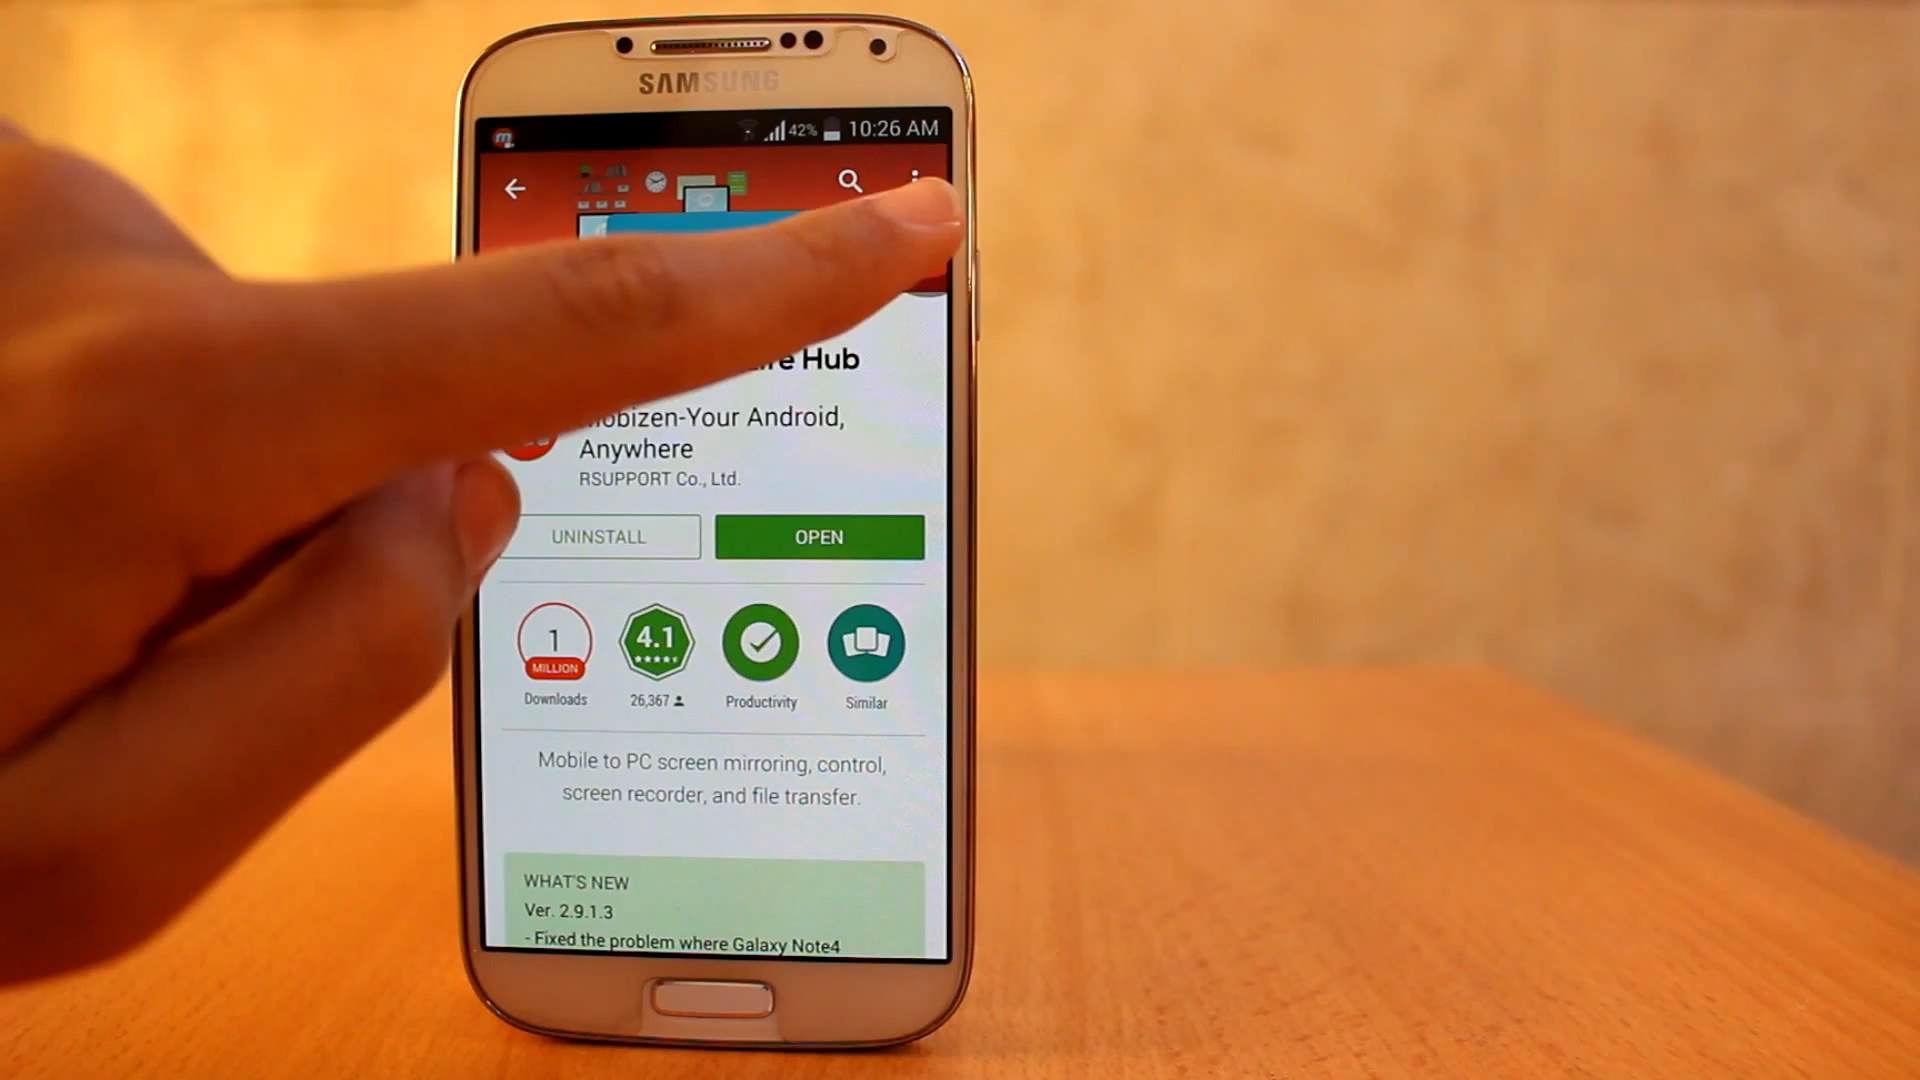 SAMSUNG
42% 10:26 AM
Hub
Mobizen-Your Android,
Anywhere
RSUPPORT Co., Ltd.
UNINSTALL
OPEN
1
MILLION
Downloads
4.1
26,367
Productivity
Similar
Mobile to PC screen mirroring, control,
screen recorder, and file transfer.
WHAT'S NEW
Ver. 2.9.1.3
- Fixed the problem where Galaxy Note4